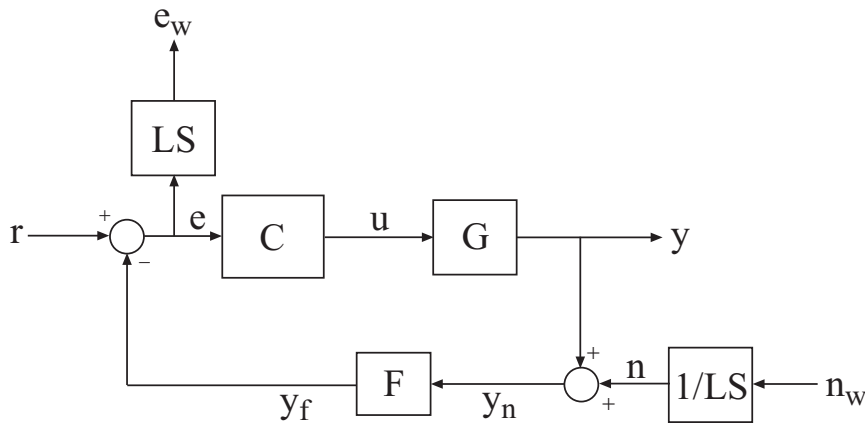 e_w
LS
r
+
−
e
C
u
G
y
+
+
n
1/LS
n_w
y_n
F
y_f